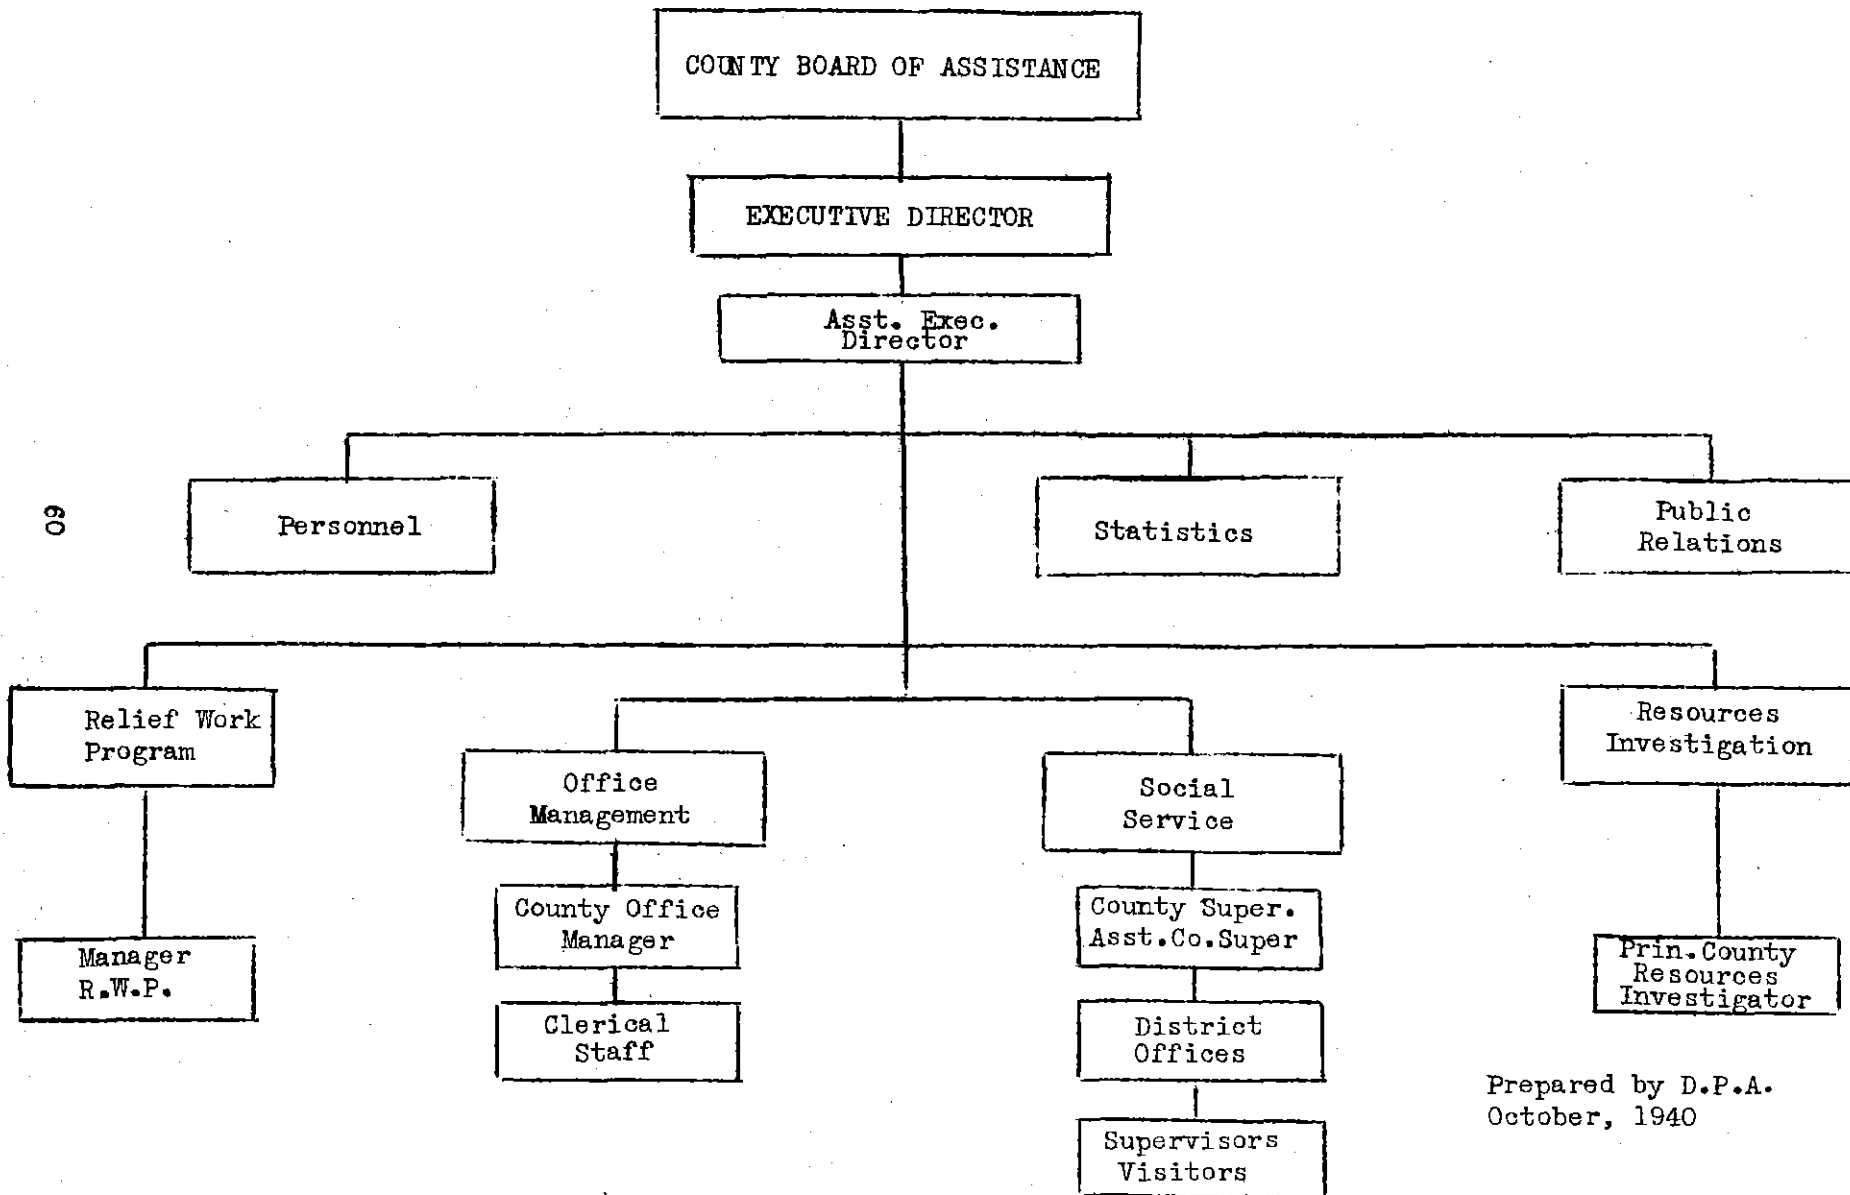 COUNTY BOARD OF ASSISTANCE
EXECUTIVE DIRECTOR
Asst. Exec.
Director
60
Personnel
Statistics
Public
Relations
Relief Work
Program
Office
Management
Social
Service
Resources
Investigation
Manager
R.W.P.
County Office
Manager
County Super.
Asst.Co.Super
Prin.County
Resources
Investigator
Clerical
Staff
District
Offices
Supervisors
Visitors
Prepared by D.P.A.
October, 1940